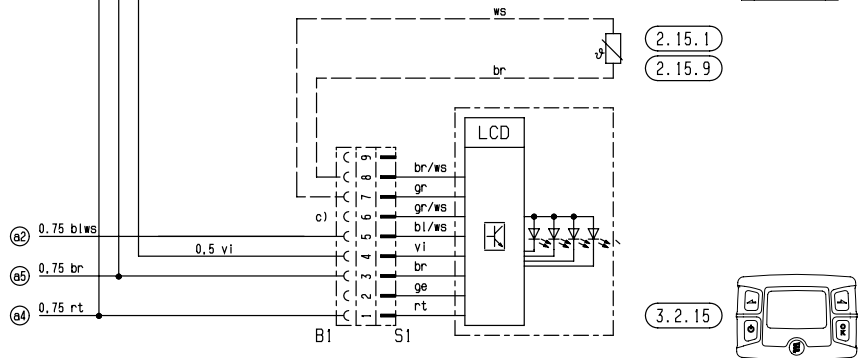 ws
ϑ
2.15.1
br
2.15.9
LCD
9
8 br/ws
7 gr
c) 6 gr/ws
a2 0.75 blws 5 bl/ws
0,5 vi 4 vi
a5 0,75 br 3 br
2 ge
a4 0,75 rt 1 rt
3.2.15
B1 S1